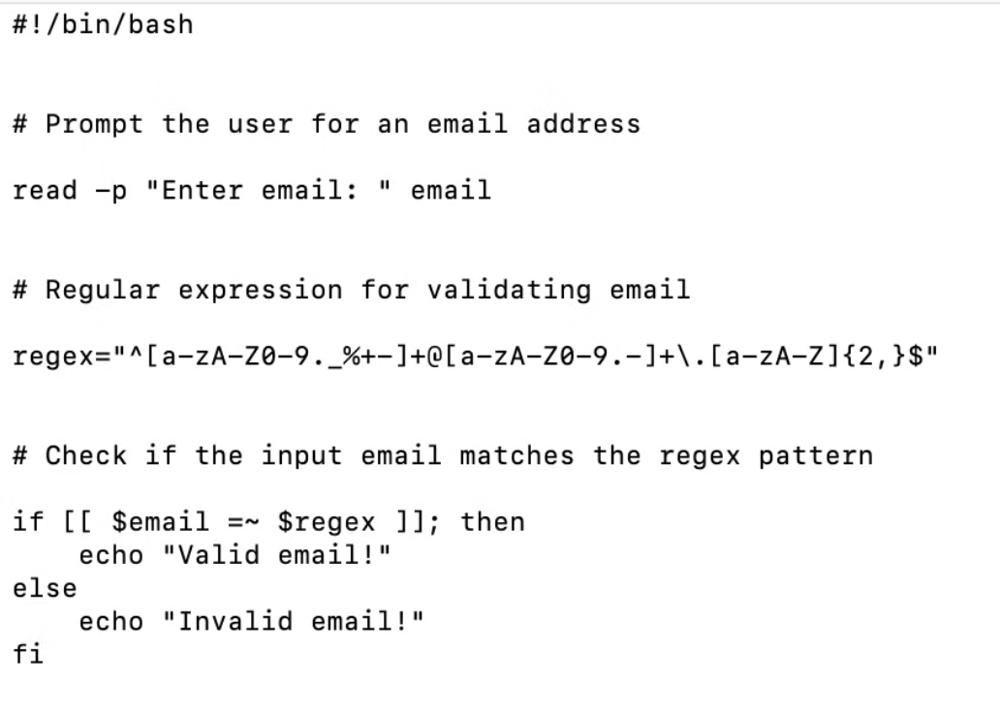 #!/bin/bash
# Prompt the user for an email address
read -p "Enter email: " email
# Regular expression for validating email
regex="^[a-zA-Z0-9._%+-]+@[a-zA-Z0-9.-]+\.[a-zA-Z]{2,}$"
# Check if the input email matches the regex pattern
if [[ $email =~ $regex ]]; then
    echo "Valid email!"
else
    echo "Invalid email!"
fi